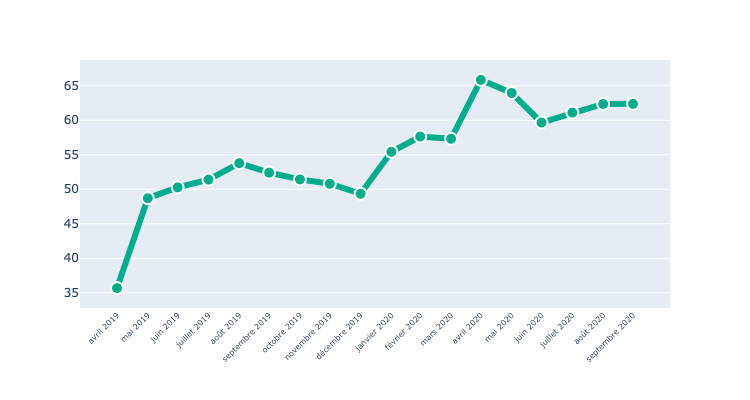 65
60
55
50
45
40
35
avril 2019
mai 2019
juin 2019
juillet 2019
août 2019
septembre 2019
octobre 2019
novembre 2019
décembre 2019
janvier 2020
février 2020
mars 2020
avril 2020
mai 2020
juin 2020
juillet 2020
août 2020
septembre 2020